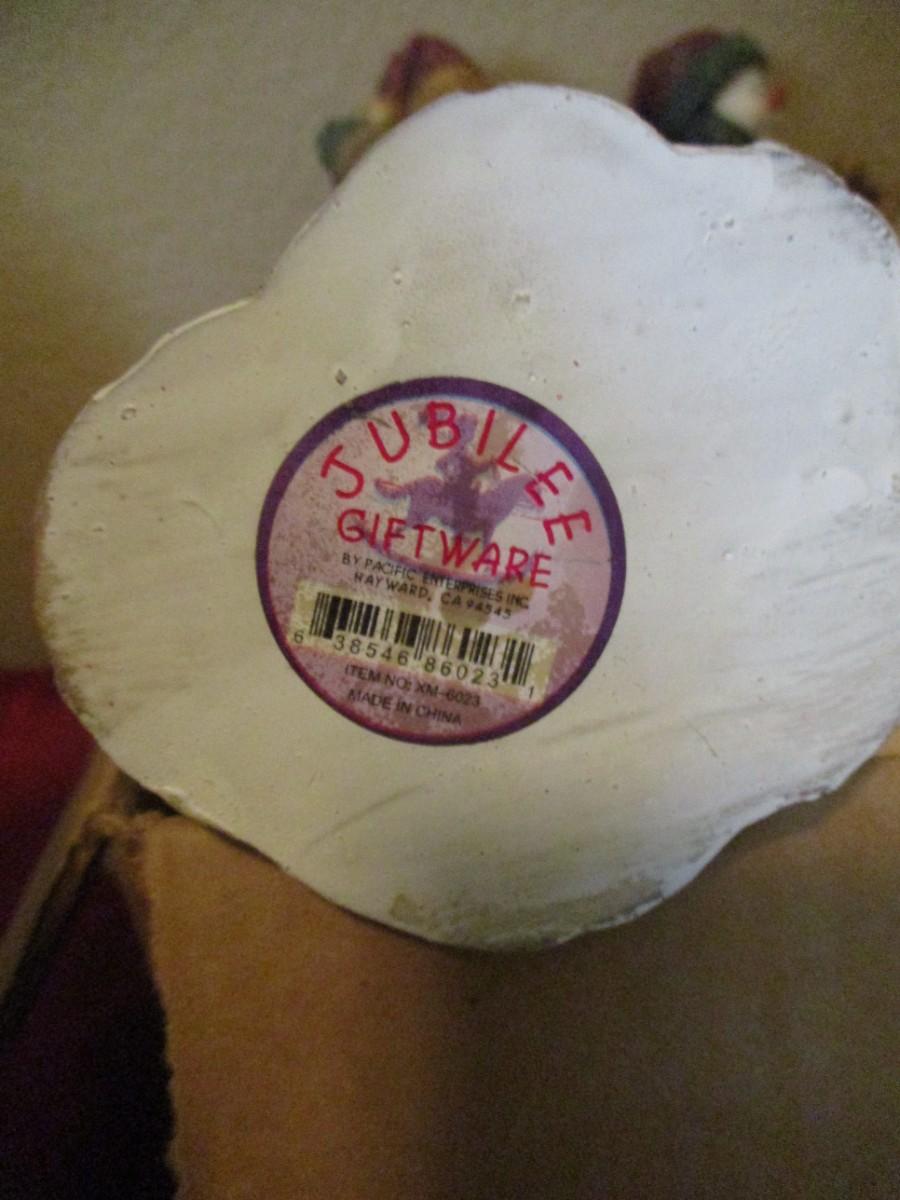 JUBILEE
GIFTWARE
BY PACIFIC ENTERPRISES INC.
HAYWARD, CA 94545
6 38546 86023 1
ITEM NO: XM-6023
MADE IN CHINA